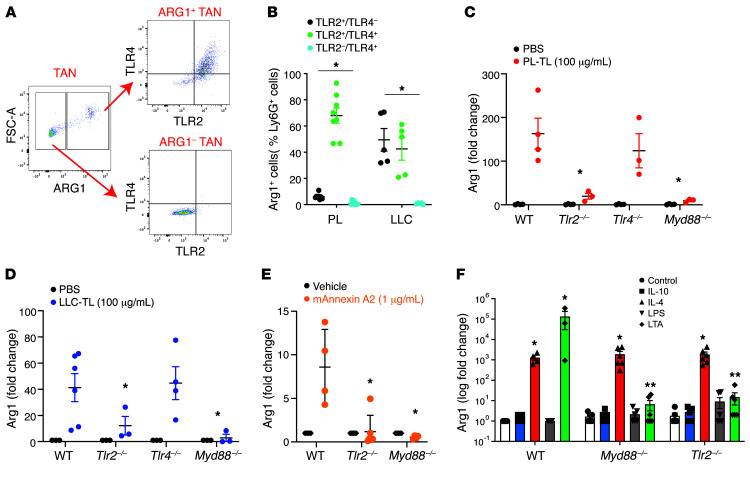 A
TAN
FSC-A
ARG1
ARG1⁺ TAN
TLR4
TLR2
ARG1⁻ TAN
TLR4
TLR2
B
TLR2⁺/TLR4⁻
TLR2⁺/TLR4⁺
TLR2⁻/TLR4⁺
Arg1⁺ cells( % Ly6G⁺ cells)
100
80
60
40
20
0
*
*
PL
LLC
C
PBS
PL-TL (100 µg/mL)
Arg1 (fold change)
300
200
100
0
*
*
WT
Tlr2⁻/⁻
Tlr4⁻/⁻
Myd88⁻/⁻
D
PBS
LLC-TL (100 µg/mL)
Arg1 (fold change)
100
80
60
40
20
0
*
*
WT
Tlr2⁻/⁻
Tlr4⁻/⁻
Myd88⁻/⁻
E
Vehicle
mAnnexin A2 (1 µg/mL)
Arg1 (fold change)
15
10
5
0
*
*
WT
Tlr2⁻/⁻
Myd88⁻/⁻
F
Control
IL-10
IL-4
LPS
LTA
Arg1 (log fold change)
10⁶
10⁵
10⁴
10³
10²
10¹
10⁰
10⁻¹
*
*
*
**
*
**
WT
Myd88⁻/⁻
Tlr2⁻/⁻